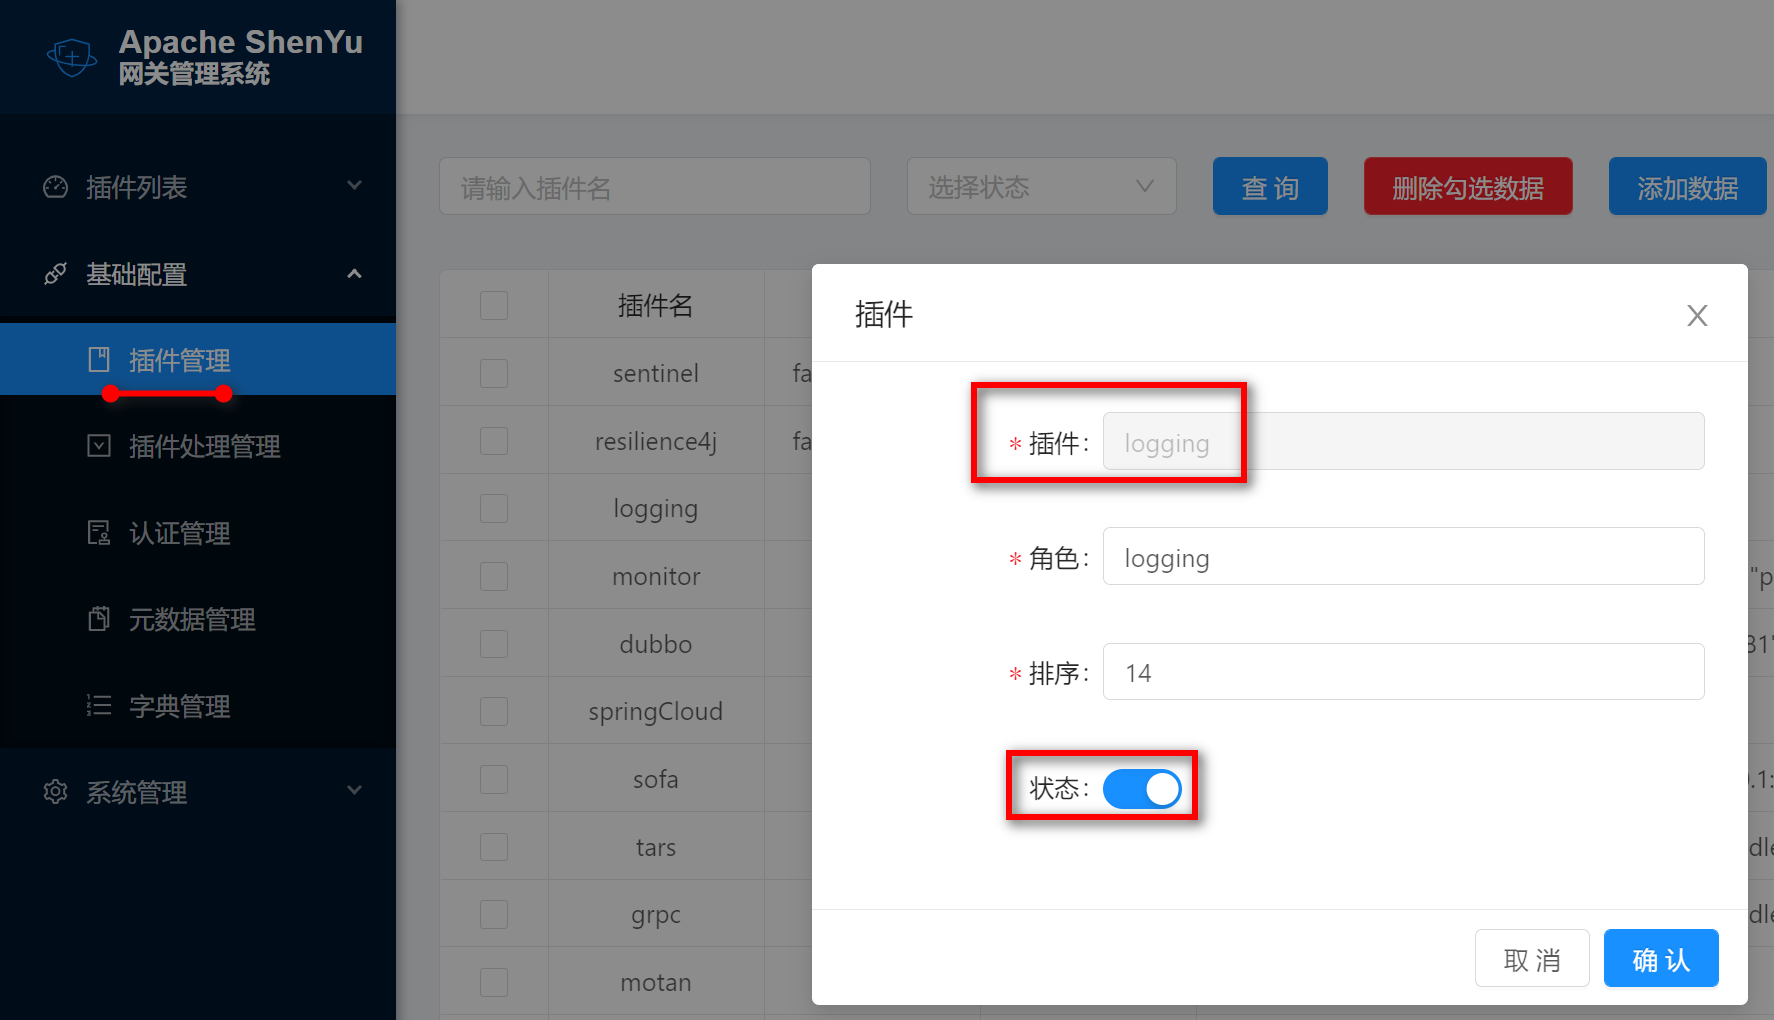 Apache ShenYu
网关管理系统
插件列表
基础配置
插件管理
插件处理管理
认证管理
元数据管理
字典管理
系统管理
请输入插件名
选择状态
查 询
删除勾选数据
添加数据
插件名
sentinel
fa
resilience4j
fa
logging
monitor
"p
dubbo
31"
springCloud
sofa
.1:
tars
dle
grpc
dle
motan
插件
* 插件: logging
* 角色: logging
* 排序: 14
状态:
取 消
确 认